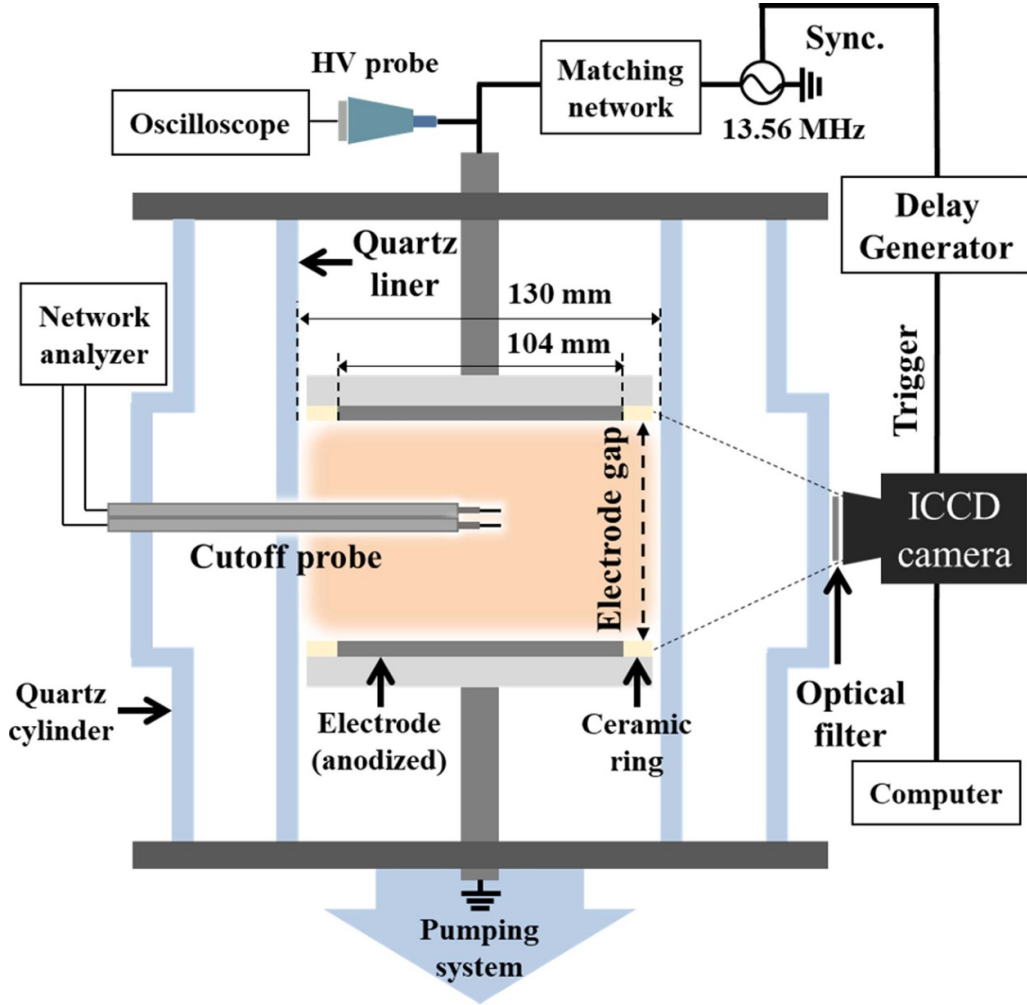 Sync.
HV probe
Matching
network
Oscilloscope
13.56 MHz
Delay
Generator
Quartz
liner
130 mm
Network
analyzer
104 mm
Trigger
Electrode gap
ICCD
camera
Cutoff probe
Quartz
cylinder
Electrode
(anodized)
Ceramic
ring
Optical
filter
Computer
Pumping
system